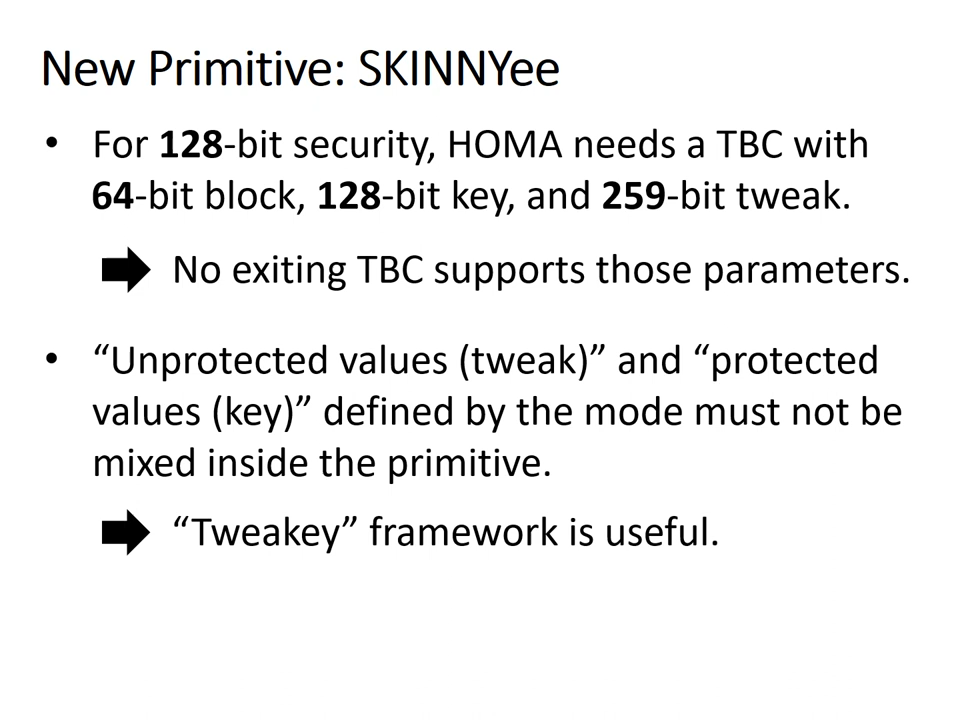 New Primitive: SKINNYee
• For 128-bit security, HOMA needs a TBC with
64-bit block, 128-bit key, and 259-bit tweak.
No exiting TBC supports those parameters.
• “Unprotected values (tweak)” and “protected
values (key)” defined by the mode must not be
mixed inside the primitive.
“Tweakey” framework is useful.